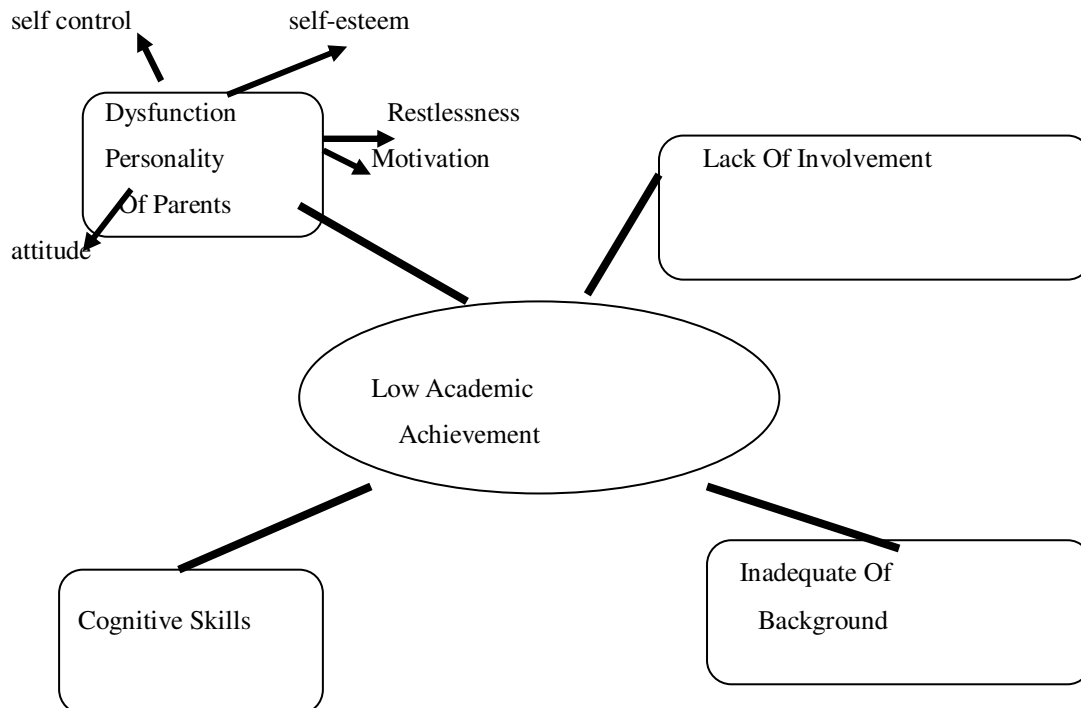 self control
self-esteem
Dysfunction
Personality
Of Parents
Restlessness
Motivation
attitude
Lack Of Involvement
Low Academic
Achievement
Cognitive Skills
Inadequate Of
Background